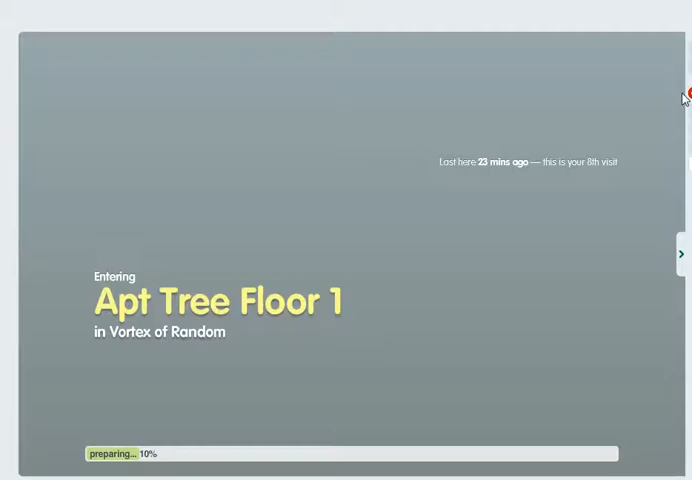 Last here 23 mins ago — this is your 8th visit
Entering
Apt Tree Floor 1
in Vortex of Random
preparing... 10%